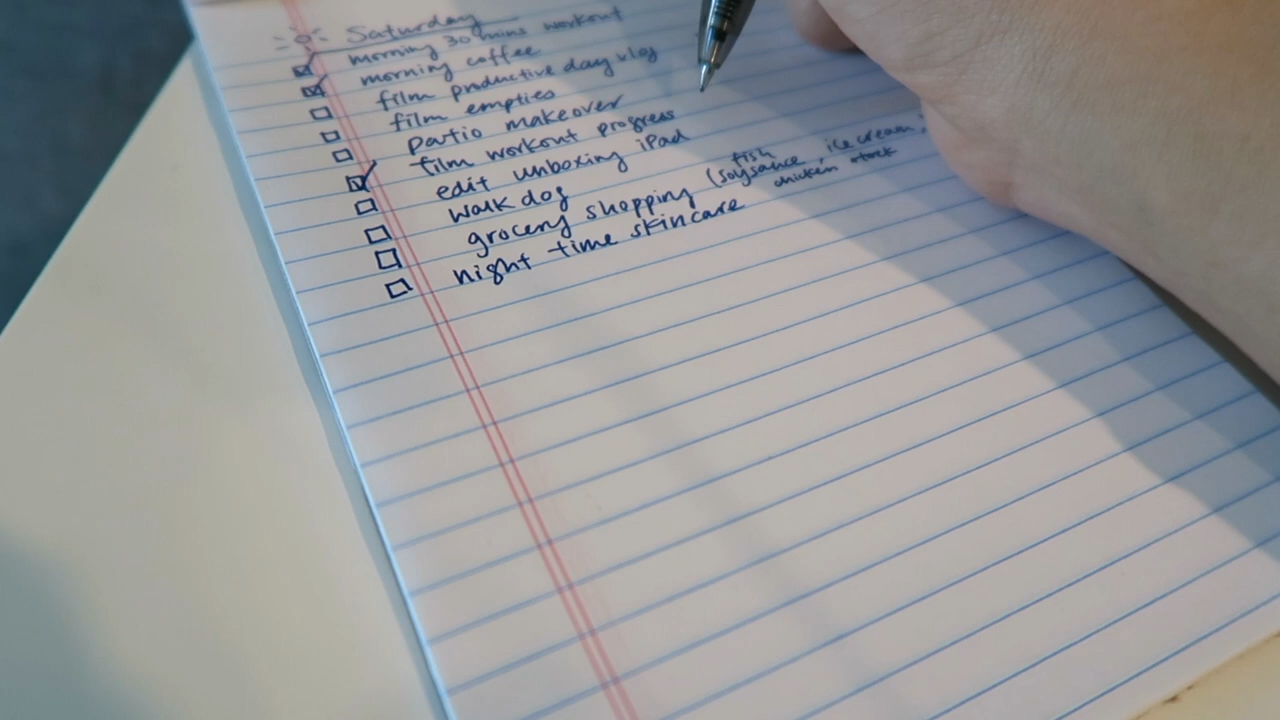 Saturday
morning 30 mins workout
morning coffee
film productive day vlog
film empties
patio makeover
film workout progress
edit unboxing iPad
walk dog
grocery shopping (soysauce, ice cream,
fish
chicken stock
night time skincare